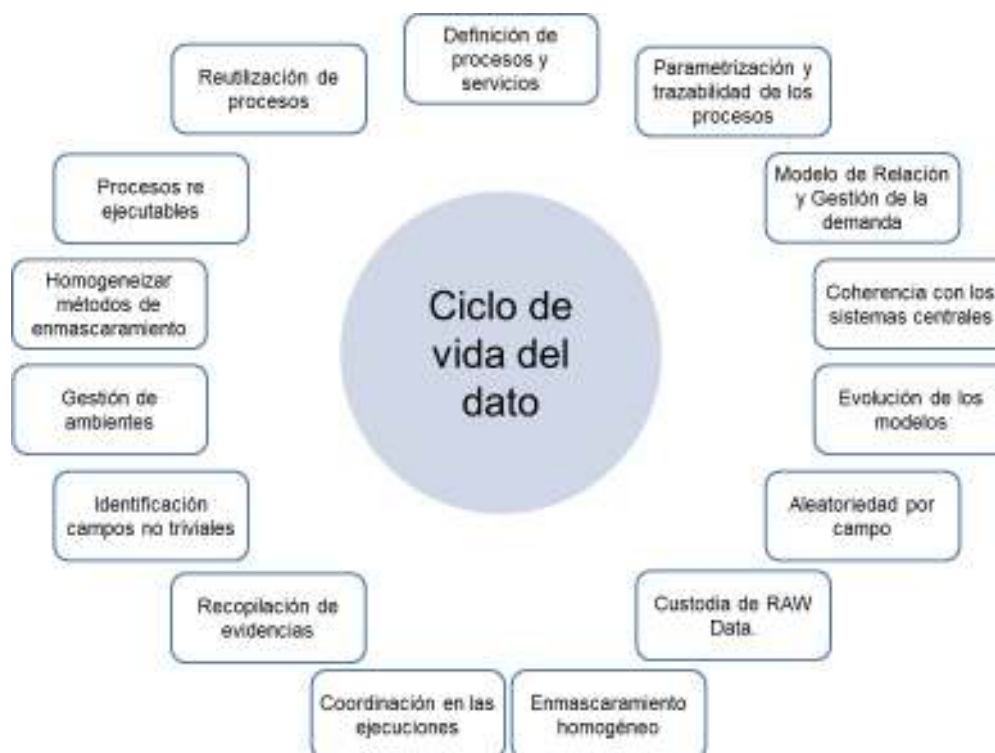 Definición de
procesos y
servicios
Parametrización y
trazabilidad de los
procesos
Modelo de Relación
y Gestión de la
demanda
Coherencia con los
sistemas centrales
Evolución de los
modelos
Aleatoriedad por
campo
Custodia de RAW
Data.
Enmascaramiento
homogéneo
Coordinación en las
ejecuciones
Recopilación de
evidencias
Identificación
campos no triviales
Gestión de
ambientes
Homogeneizar
métodos de
enmascaramiento
Procesos re
ejecutables
Reutilización de
procesos
Ciclo de
vida del
dato